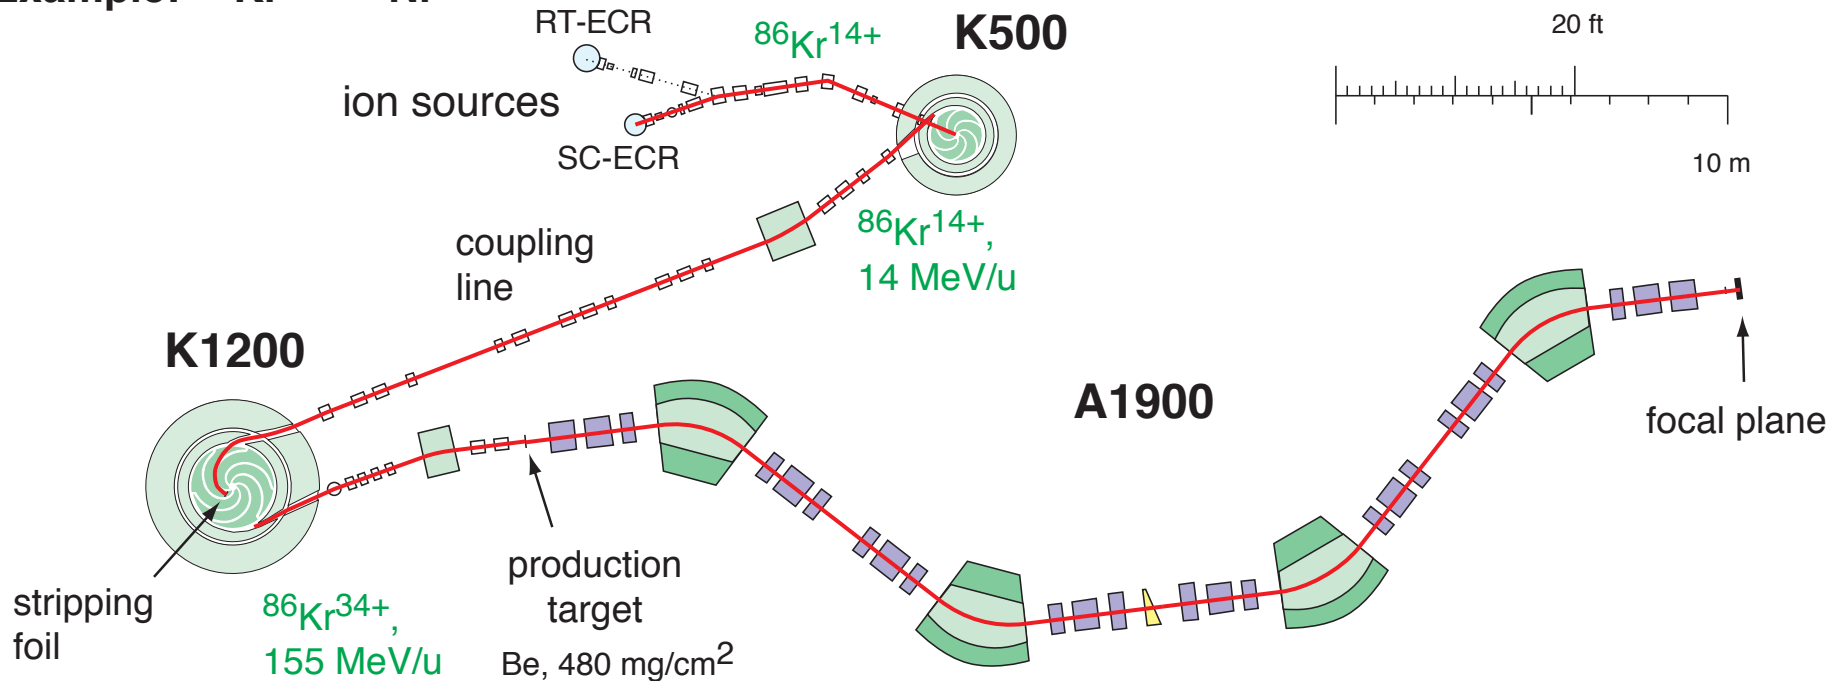 RT-ECR
86Kr14+
K500
20 ft
ion sources
SC-ECR
10 m
coupling
line
86Kr14+,
14 MeV/u
K1200
A1900
focal plane
production
target
Be, 480 mg/cm2
stripping
foil
86Kr34+,
155 MeV/u